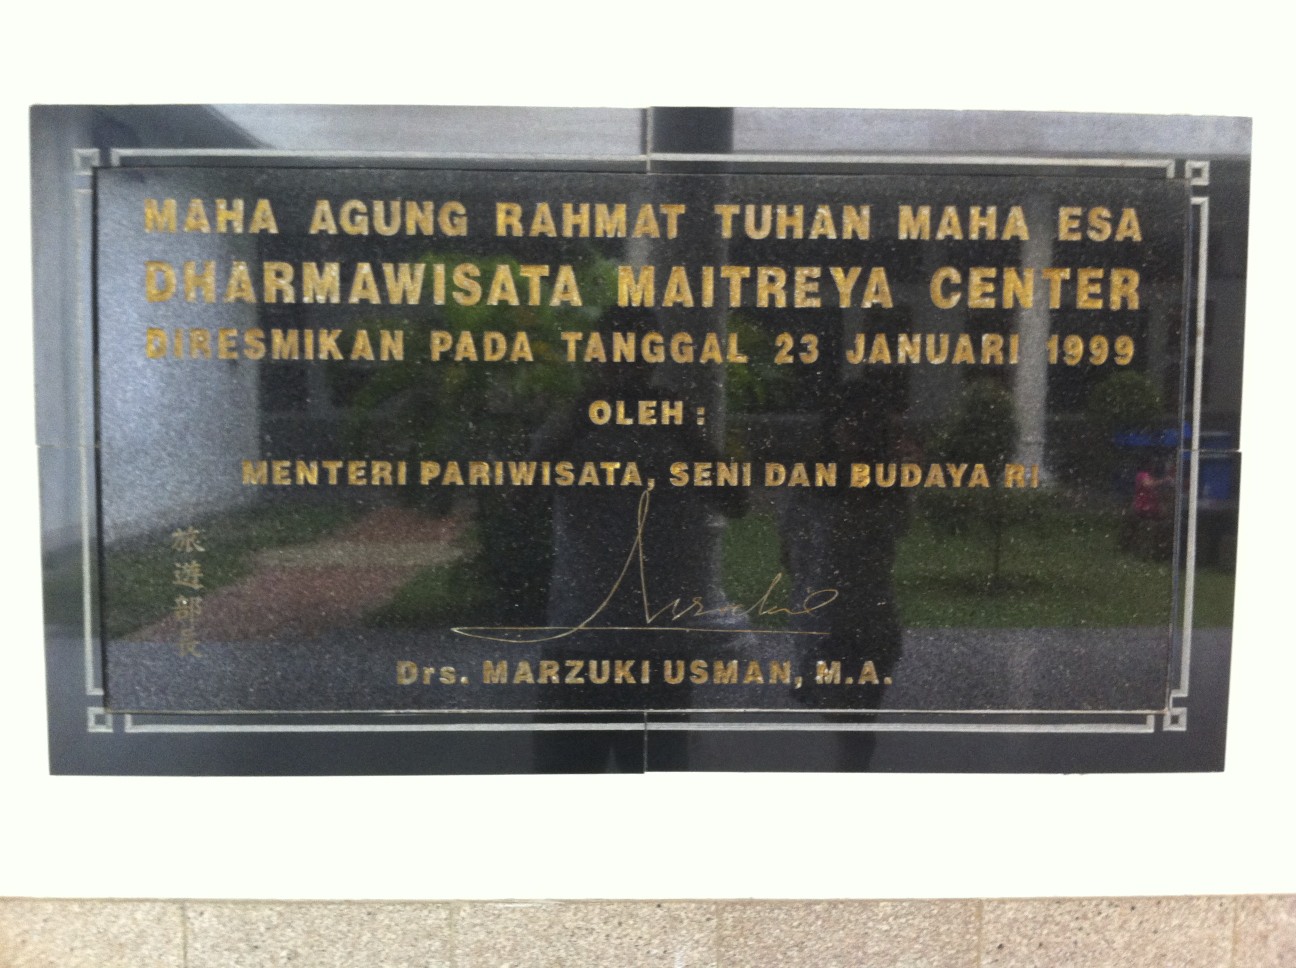 MAHA AGUNG RAHMAT TUHAN MAHA ESA
DHARMAWISATA MAITREYA CENTER
DIRESMIKAN PADA TANGGAL 23 JANUARI 1999
OLEH :
MENTERI PARIWISATA, SENI DAN BUDAYA RI
旅遊部長
Drs. MARZUKI USMAN, M.A.